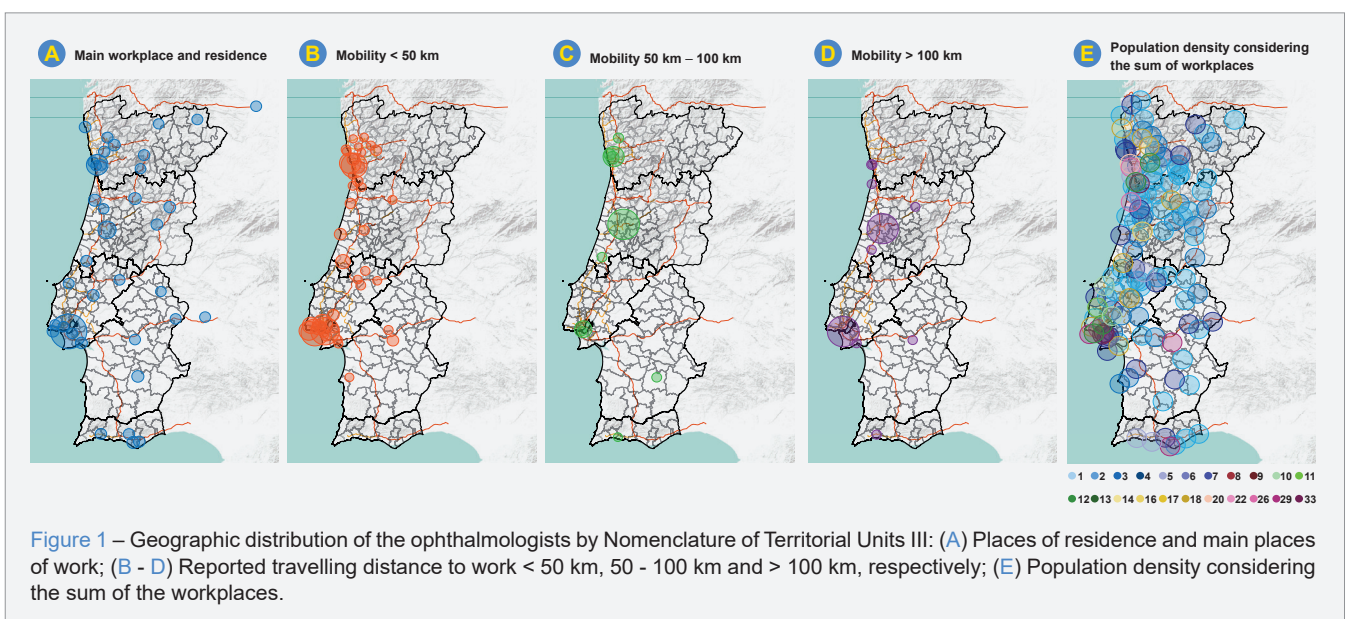 A Main workplace and residence
B Mobility < 50 km
C Mobility 50 km – 100 km
D Mobility > 100 km
E Population density considering
the sum of workplaces
1 2 3 4 5 6 7 8 9 10 11
12 13 14 16 17 18 20 22 26 29 33
Figure 1 – Geographic distribution of the ophthalmologists by Nomenclature of Territorial Units III: (A) Places of residence and main places
of work; (B - D) Reported travelling distance to work < 50 km, 50 - 100 km and > 100 km, respectively; (E) Population density considering
the sum of the workplaces.